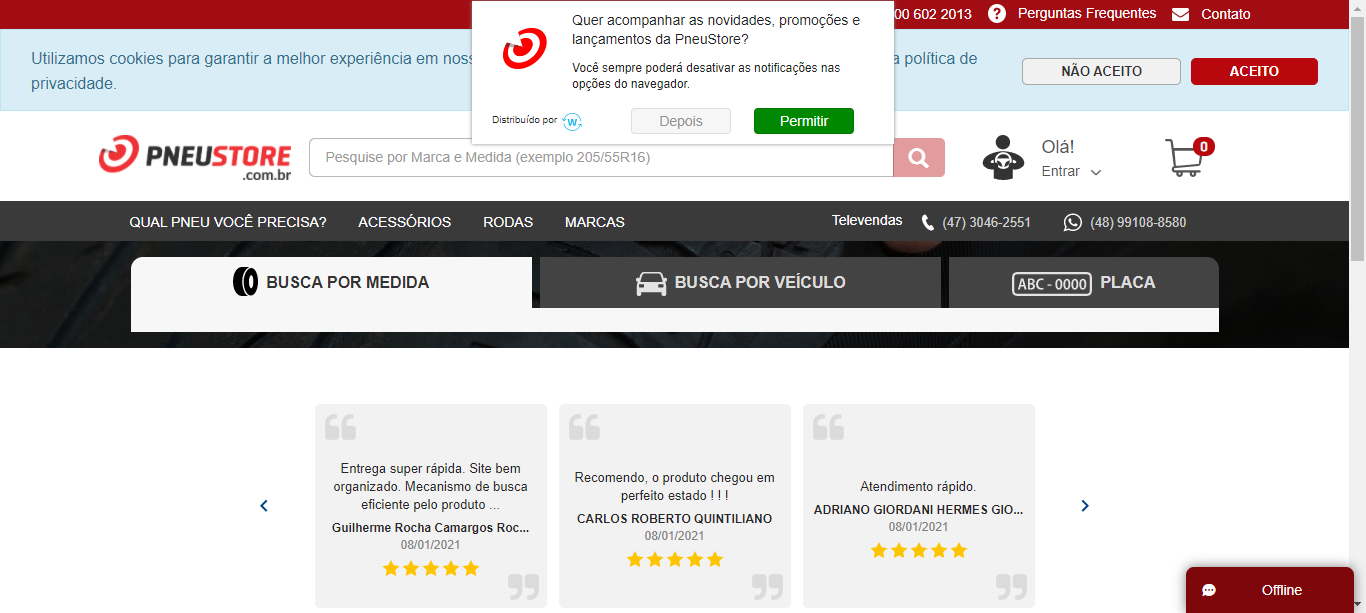 Quer acompanhar as novidades, promoções e
lançamentos da PneuStore?
Você sempre poderá desativar as notificações nas
opções do navegador.
Distribuído por W
Depois
Permitir
00 602 2013
? Perguntas Frequentes
Contato
Utilizamos cookies para garantir a melhor experiência em
política de
privacidade.
NÃO ACEITO
ACEITO
PNEUSTORE
.com.br
Pesquise por Marca e Medida (exemplo 205/55R16)
Olá!
Entrar
0
QUAL PNEU VOCÊ PRECISA?
ACESSÓRIOS
RODAS
MARCAS
Televendas
(47) 3046-2551
(48) 99108-8580
BUSCA POR MEDIDA
BUSCA POR VEÍCULO
ABC - 0000 PLACA
Entrega super rápida. Site bem
organizado. Mecanismo de busca
eficiente pelo produto ...
Guilherme Rocha Camargos Roc...
08/01/2021
Recomendo, o produto chegou em
perfeito estado ! ! !
CARLOS ROBERTO QUINTILIANO
08/01/2021
Atendimento rápido.
ADRIANO GIORDANI HERMES GIO...
08/01/2021
Offline